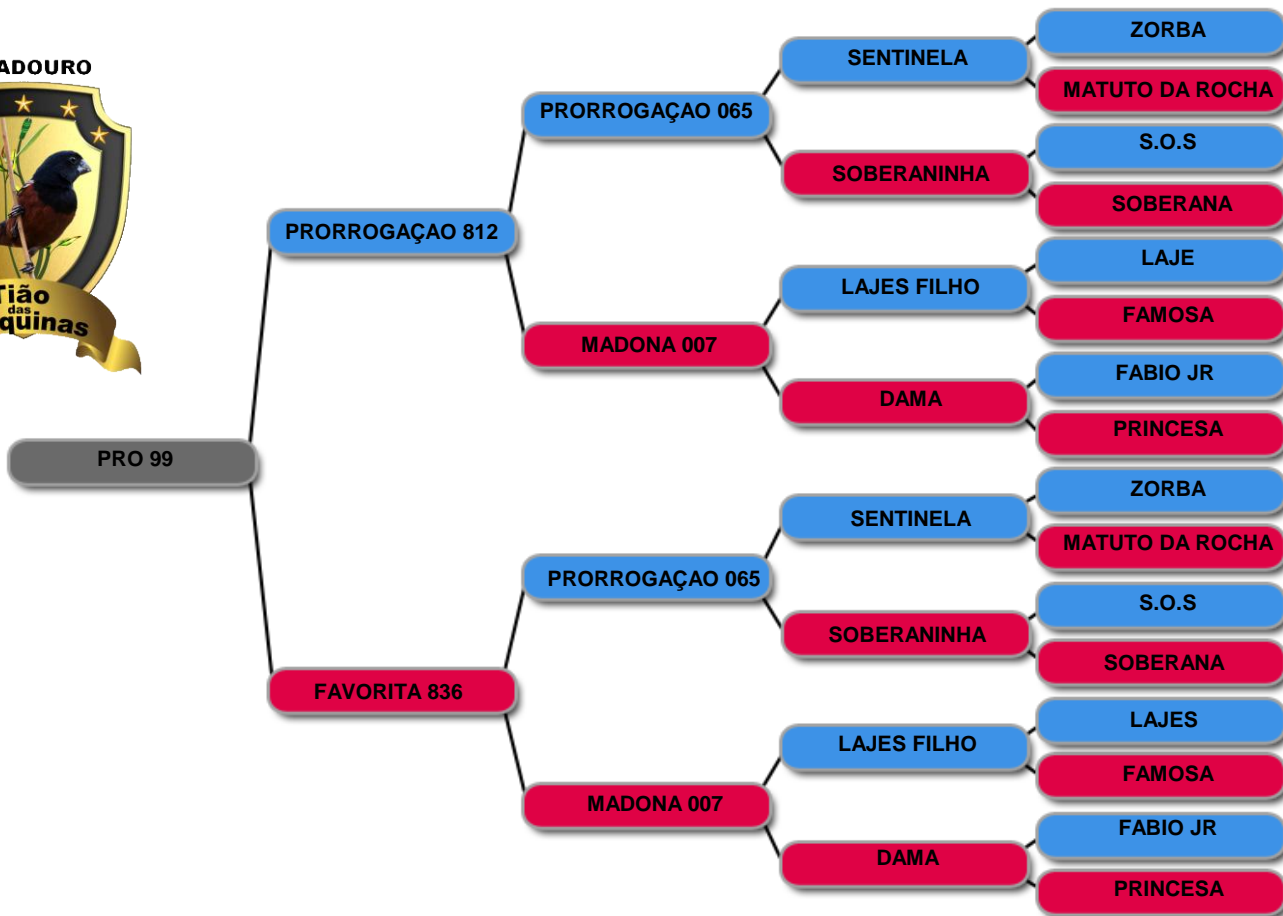 ZORBA
SENTINELA
MATUTO DA ROCHA
PRORROGAÇAO 065
S.O.S
SOBERANINHA
SOBERANA
PRORROGAÇAO 812
LAJE
LAJES FILHO
FAMOSA
MADONA 007
FABIO JR
DAMA
PRINCESA
PRO 99
ZORBA
SENTINELA
MATUTO DA ROCHA
PRORROGAÇAO 065
S.O.S
SOBERANINHA
SOBERANA
FAVORITA 836
LAJES
LAJES FILHO
FAMOSA
MADONA 007
FABIO JR
DAMA
PRINCESA
ADOURO
Tião
das
quinas